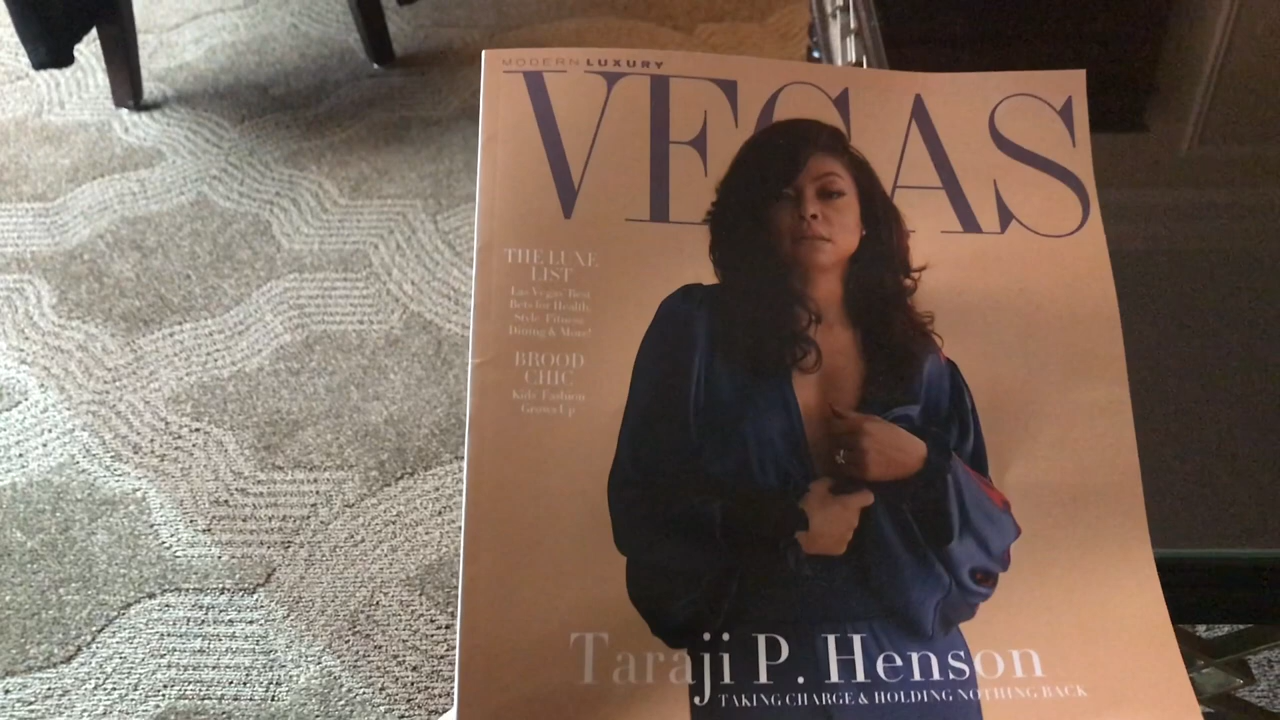 MODERN LUXURY
VEGAS
THE LUXE
LIST
Las Vegas' Best
Bets for Health,
Style, Fitness,
Dining & More!
BROOD
CHIC
Kids' Fashion
Grows Up
Taraji P. Henson
TAKING CHARGE & HOLDING NOTHING BACK